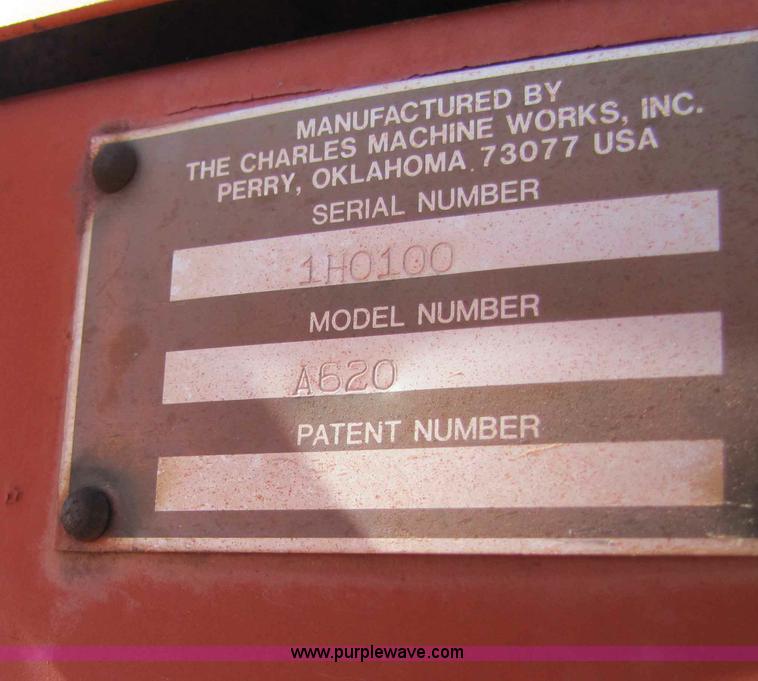 MANUFACTURED BY
THE CHARLES MACHINE WORKS, INC.
PERRY, OKLAHOMA 73077 USA
SERIAL NUMBER
1H0100
MODEL NUMBER
A620
PATENT NUMBER
www.purplewave.com